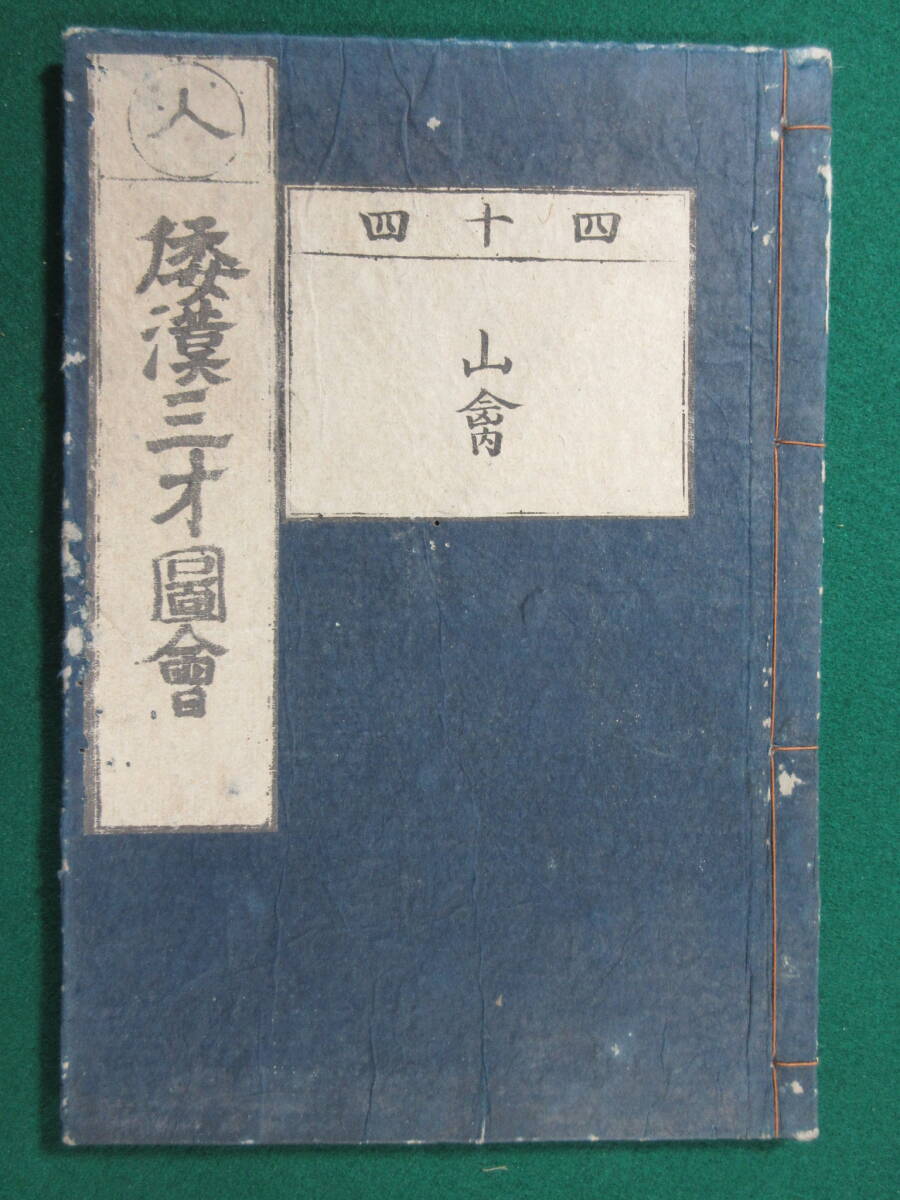 人
倭漢三才圖會
四十四
山禽